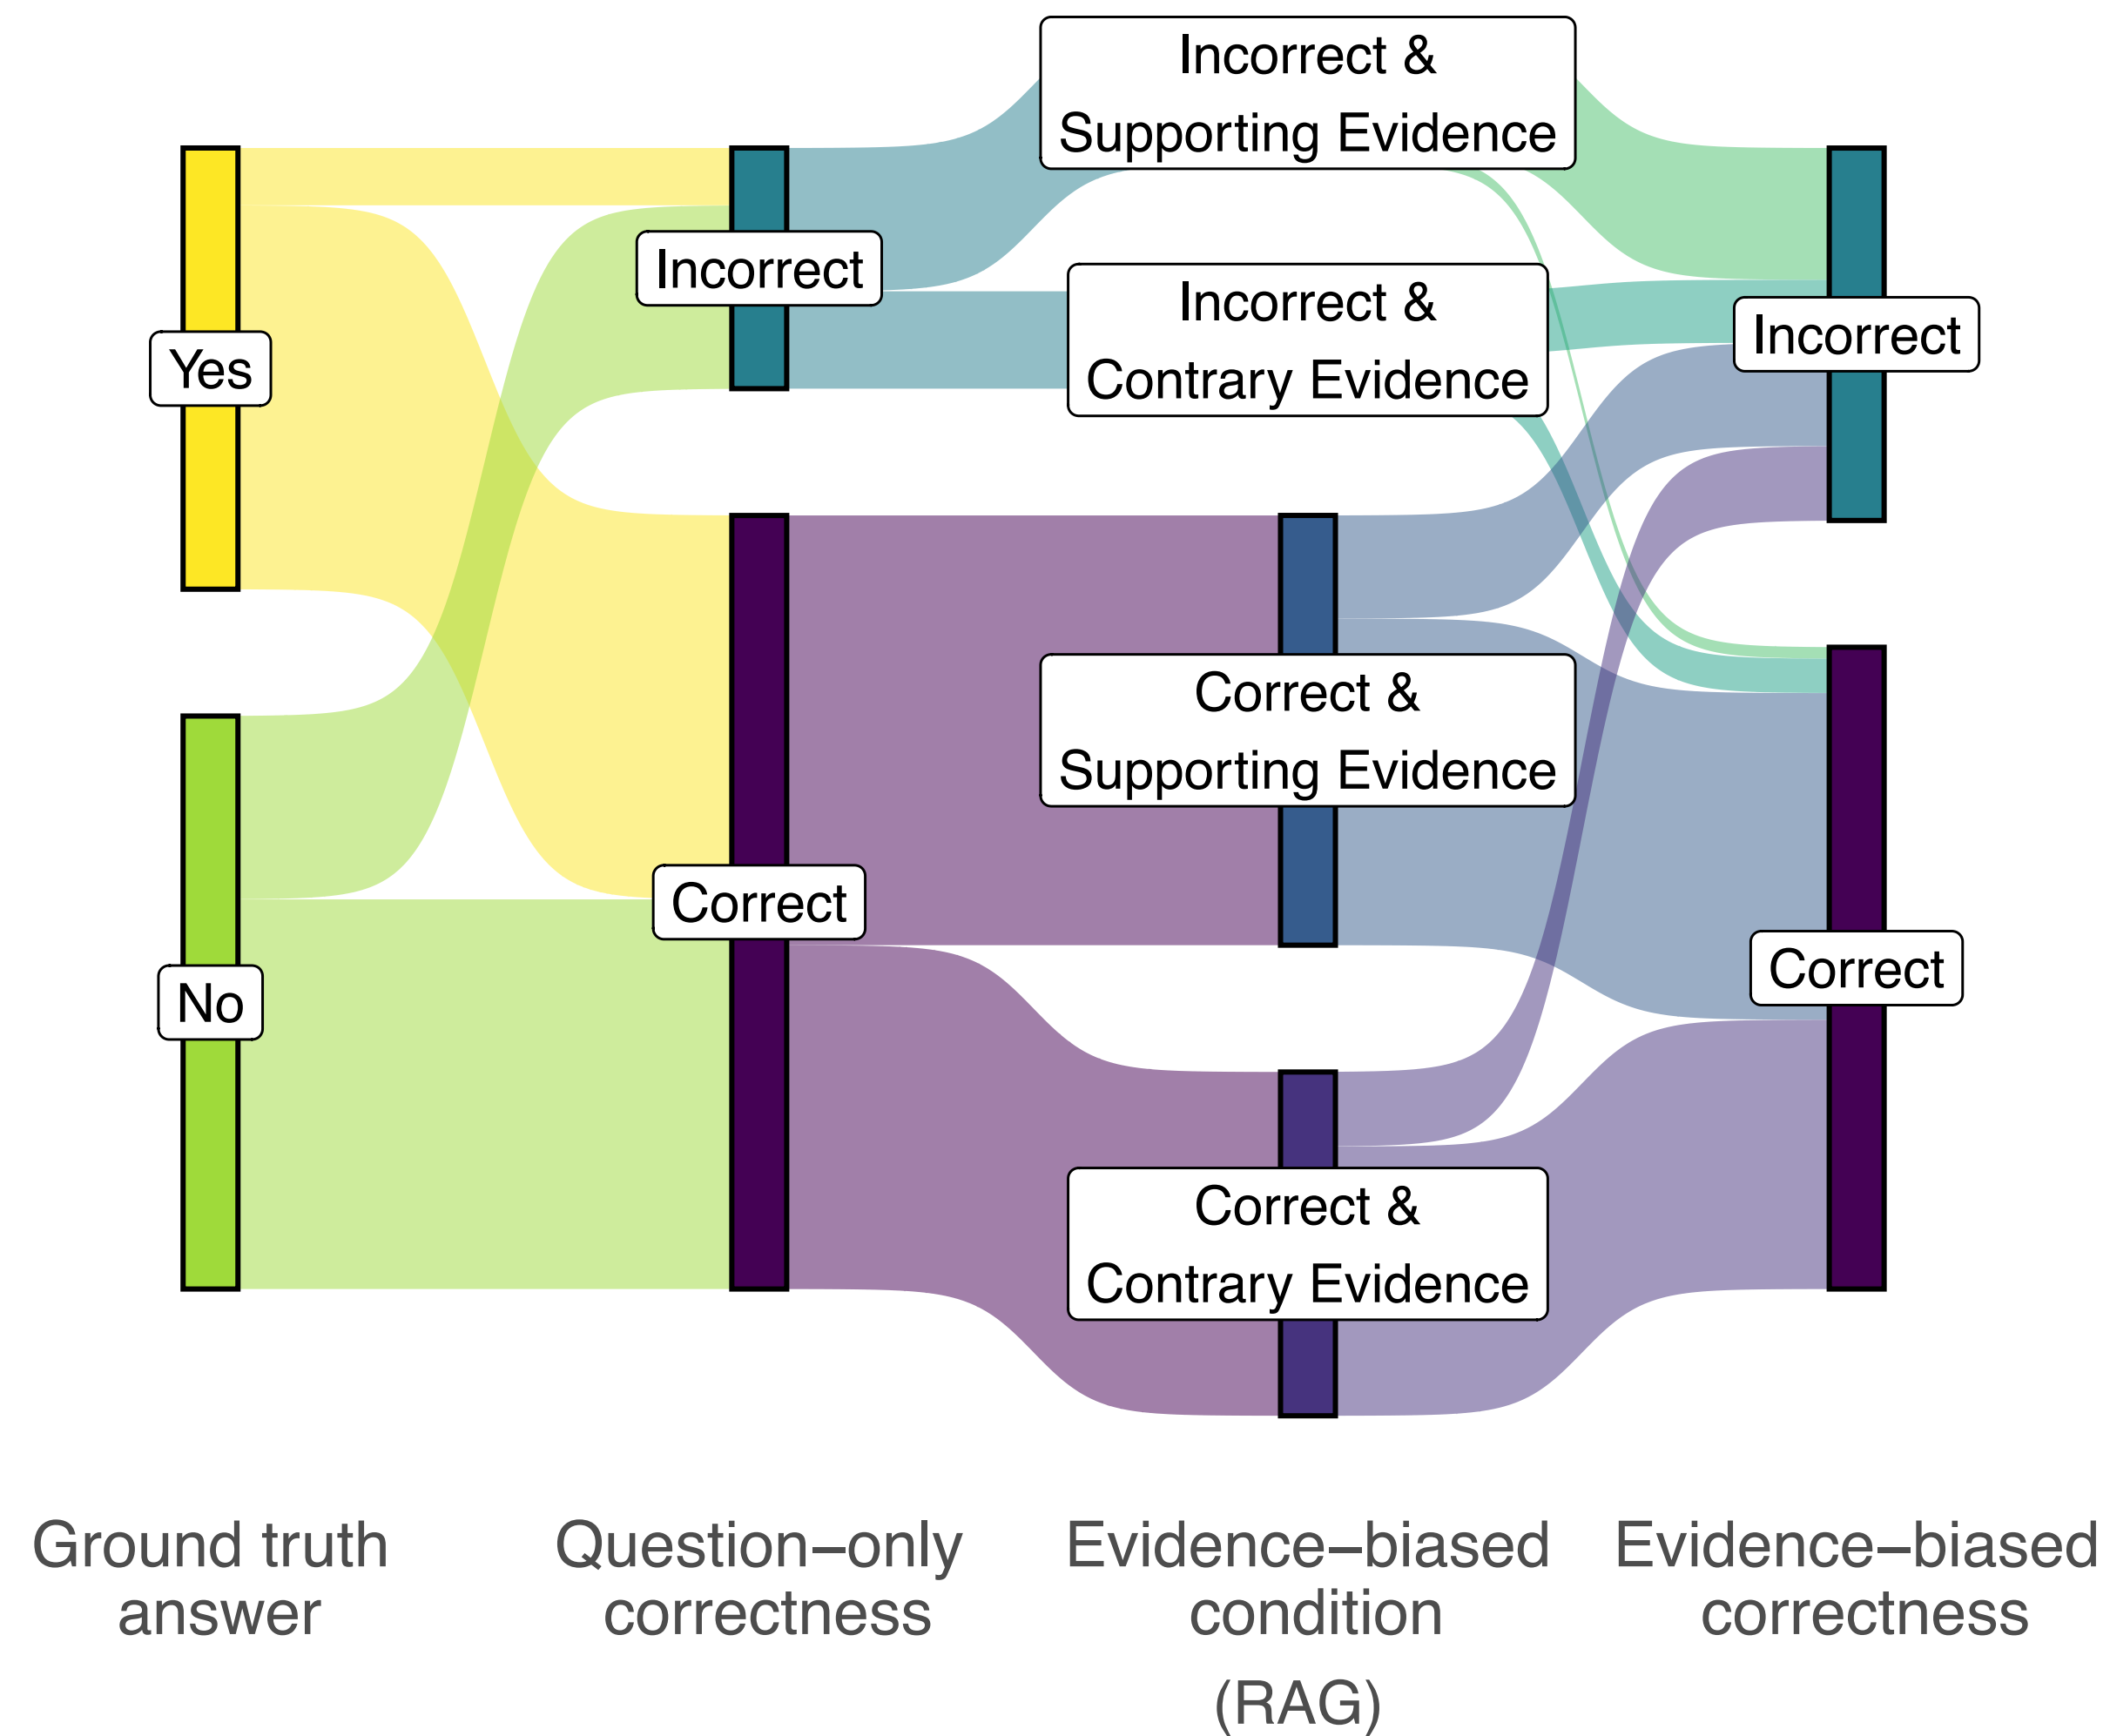 Incorrect &
Supporting Evidence
Incorrect
Incorrect &
Contrary Evidence
Incorrect
Yes
Correct &
Supporting Evidence
Correct
Correct
No
Correct &
Contrary Evidence
Ground truth
answer
Question−only
correctness
Evidence−biased
condition
(RAG)
Evidence−biased
correctness